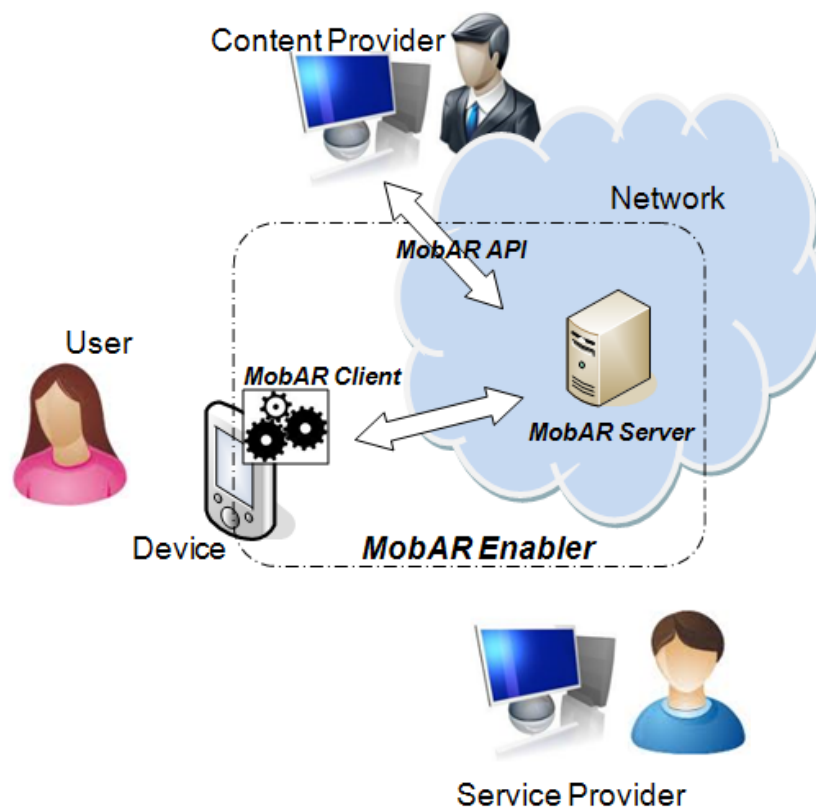 Content Provider
Network
MobAR API
User
MobAR Client
MobAR Server
Device
MobAR Enabler
Service Provider